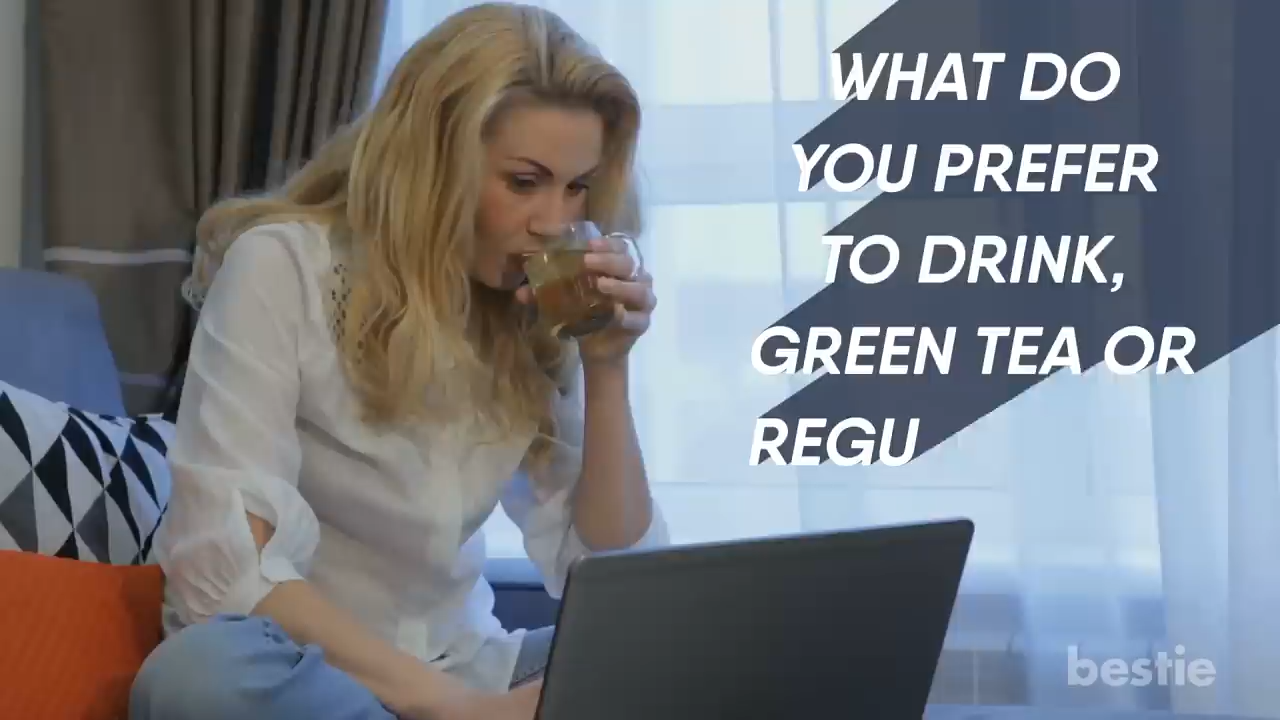 WHAT DO
YOU PREFER
TO DRINK,
GREEN TEA OR
REGU
bestie